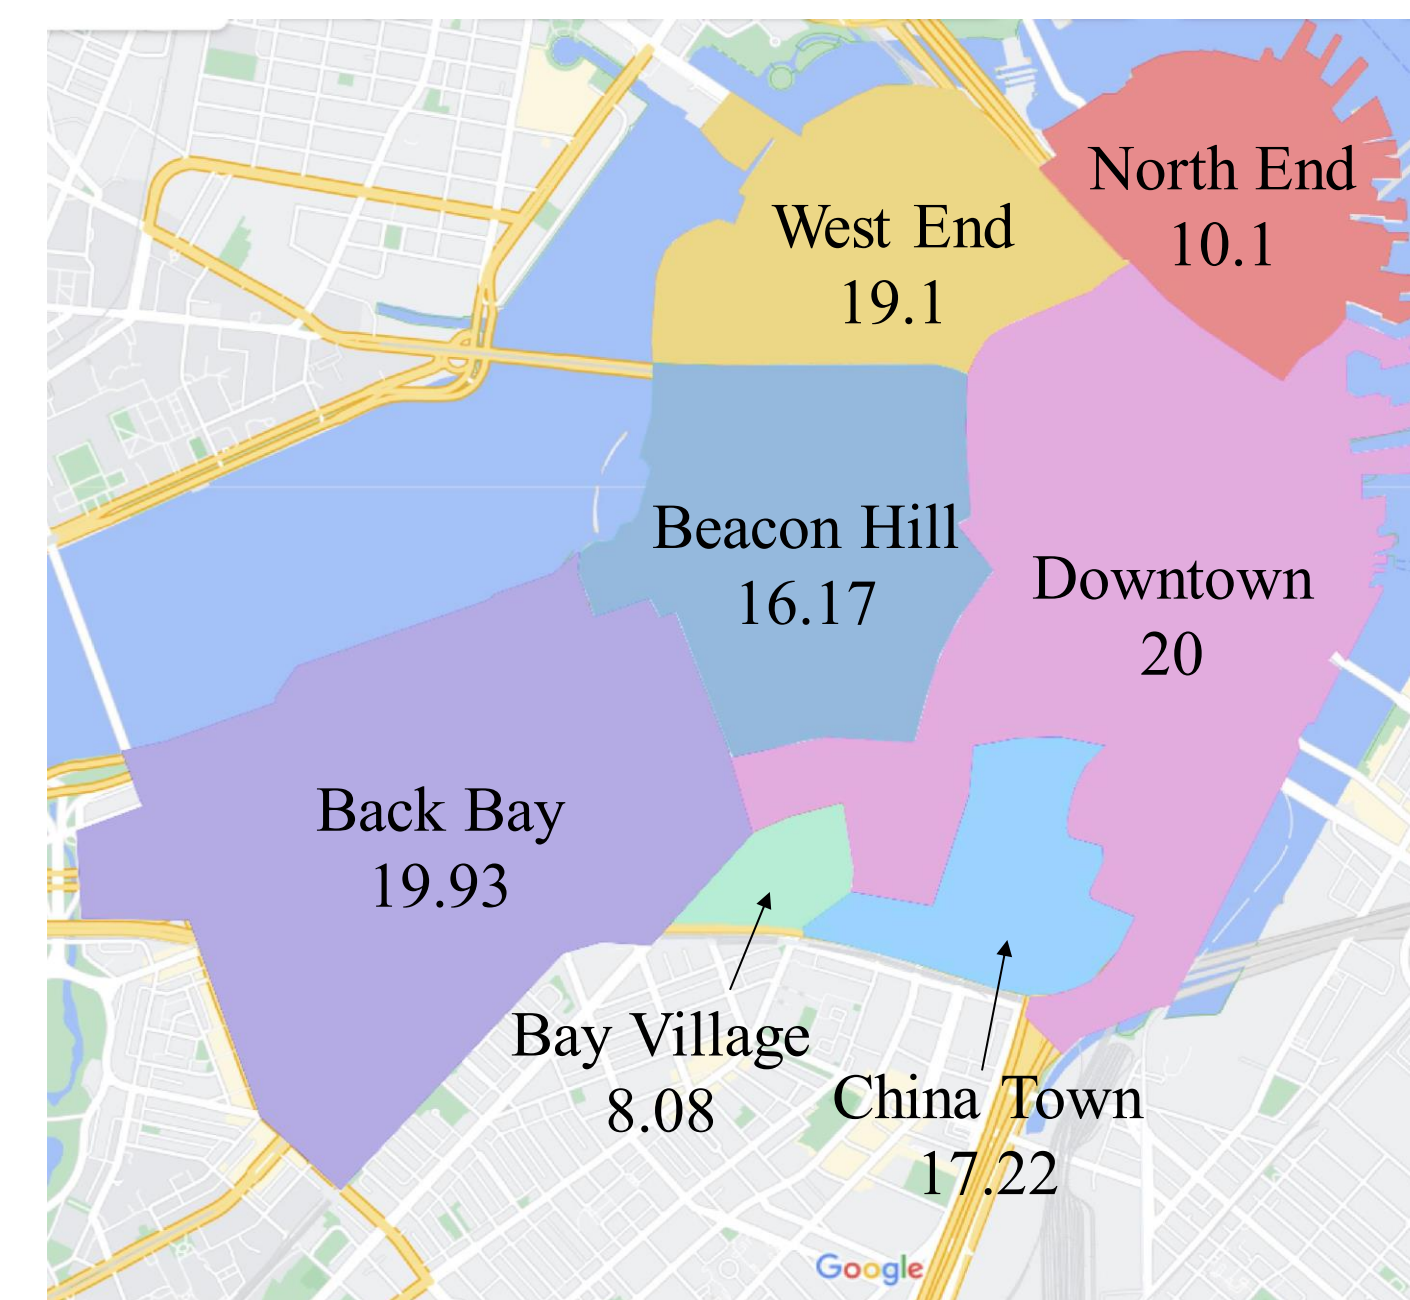 North End
10.1
West End
19.1
Beacon Hill
16.17
Downtown
20
Back Bay
19.93
Bay Village
8.08
China Town
17.22
Google